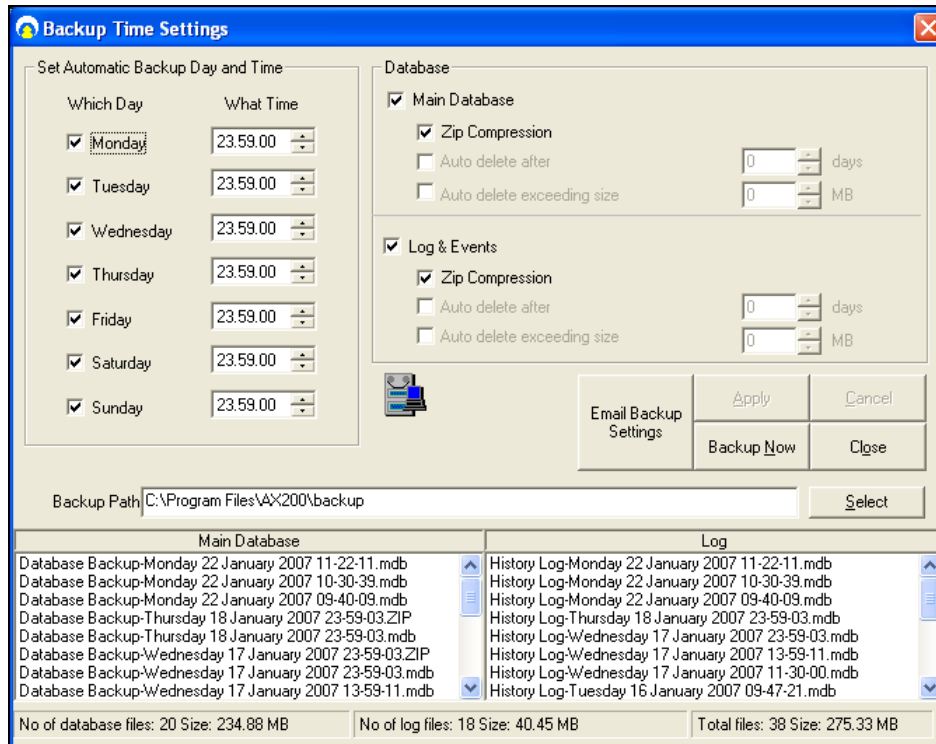 Backup Time Settings
Set Automatic Backup Day and Time
Which Day What Time
Monday 23.59.00
Tuesday 23.59.00
Wednesday 23.59.00
Thursday 23.59.00
Friday 23.59.00
Saturday 23.59.00
Sunday 23.59.00
Database
Main Database
Zip Compression
Auto delete after 0 days
Auto delete exceeding size 0 MB
Log & Events
Zip Compression
Auto delete after 0 days
Auto delete exceeding size 0 MB
Email Backup
Settings
Apply Cancel
Backup Now Close
Backup Path C:\Program Files\AX200\backup Select
Main Database
Database Backup-Monday 22 January 2007 11-22-11.mdb
Database Backup-Monday 22 January 2007 10-30-39.mdb
Database Backup-Monday 22 January 2007 09-40-09.mdb
Database Backup-Thursday 18 January 2007 23-59-03.ZIP
Database Backup-Thursday 18 January 2007 23-59-03.mdb
Database Backup-Wednesday 17 January 2007 23-59-03.ZIP
Database Backup-Wednesday 17 January 2007 23-59-03.mdb
Database Backup-Wednesday 17 January 2007 13-59-11.mdb
Log
History Log-Monday 22 January 2007 11-22-11.mdb
History Log-Monday 22 January 2007 10-30-39.mdb
History Log-Monday 22 January 2007 09-40-09.mdb
History Log-Thursday 18 January 2007 23-59-03.mdb
History Log-Wednesday 17 January 2007 23-59-03.mdb
History Log-Wednesday 17 January 2007 13-59-11.mdb
History Log-Wednesday 17 January 2007 11-30-00.mdb
History Log-Tuesday 16 January 2007 09-47-21.mdb
No of database files: 20 Size: 234.88 MB
No of log files: 18 Size: 40.45 MB
Total files: 38 Size: 275.33 MB